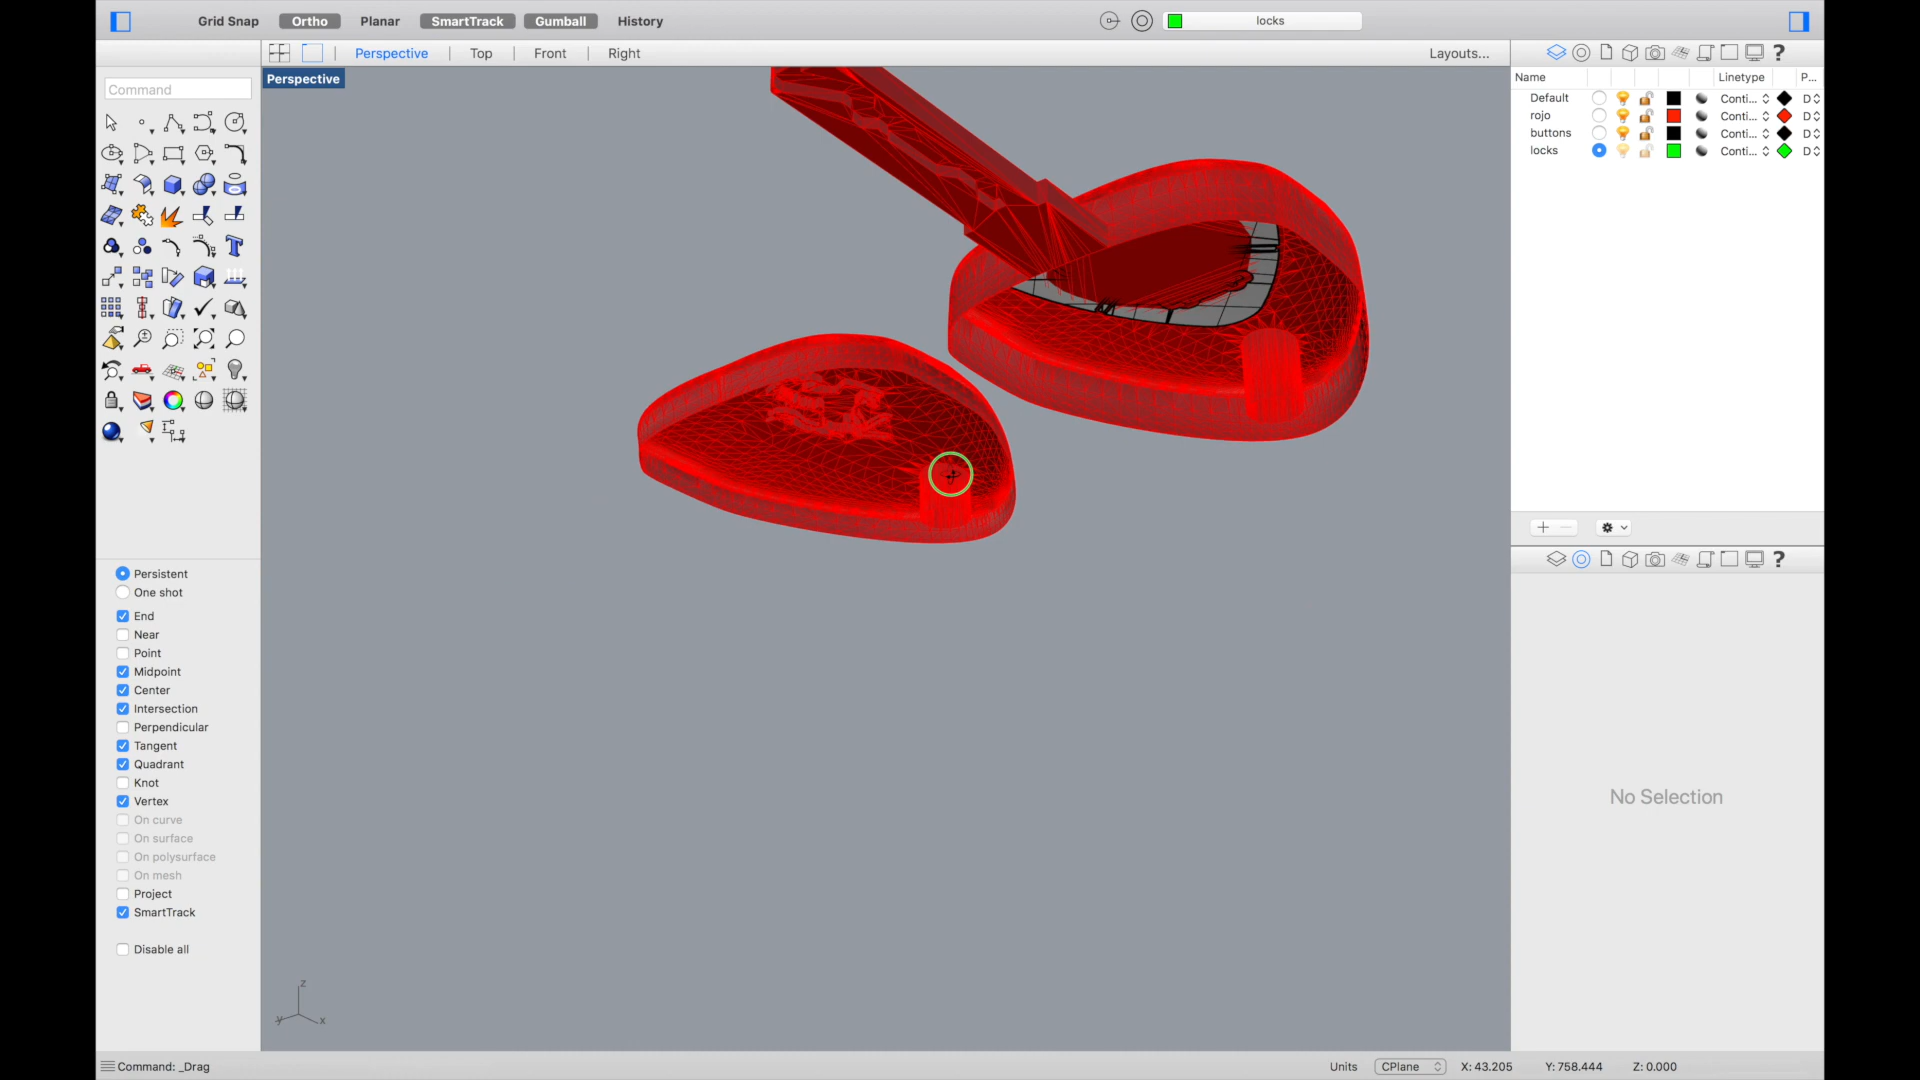 Grid Snap Ortho Planar SmartTrack Gumball History locks
Perspective Top Front Right Layouts...
Perspective
Command
Name Linetype P...
Default Conti... D
rojo Conti... D
buttons Conti... D
locks Conti... D
Persistent
One shot
End
Near
Point
Midpoint
Center
Intersection
Perpendicular
Tangent
Quadrant
Knot
Vertex
On curve
On surface
On polysurface
On mesh
Project
SmartTrack
Disable all
No Selection
z
y x
Command: _Drag Units CPlane X: 43.205 Y: 758.444 Z: 0.000